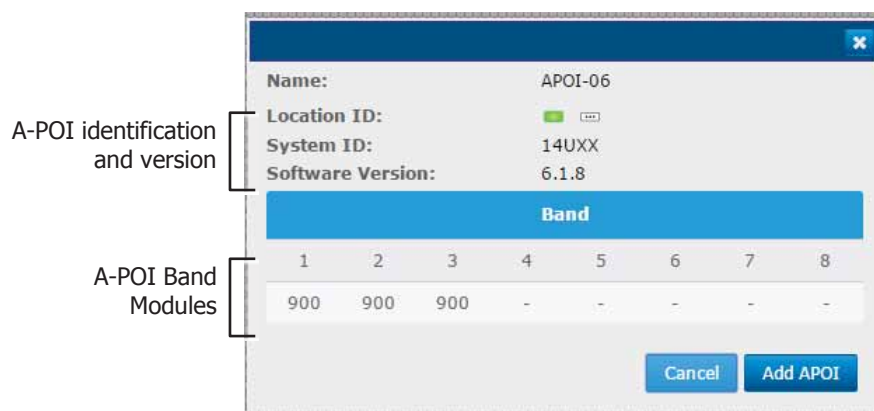 Name: APOI-06
A-POI identification
and version
Location ID:
System ID: 14UXX
Software Version: 6.1.8
Band
A-POI Band
Modules
1 2 3 4 5 6 7 8
900 900 900 - - - - -
Cancel Add APOI